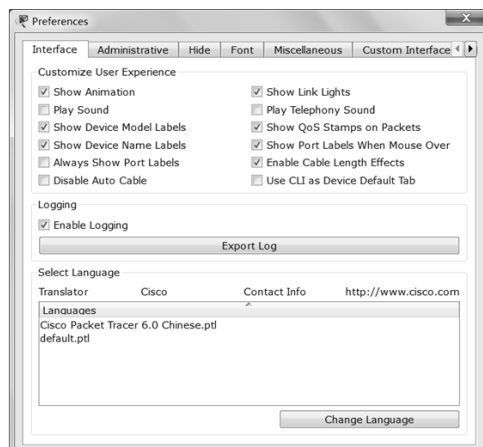 Preferences
Interface Administrative Hide Font Miscellaneous Custom Interface
Customize User Experience
Show Animation Show Link Lights
Play Sound Play Telephony Sound
Show Device Model Labels Show QoS Stamps on Packets
Show Device Name Labels Show Port Labels When Mouse Over
Always Show Port Labels Enable Cable Length Effects
Disable Auto Cable Use CLI as Device Default Tab
Logging
Enable Logging
Export Log
Select Language
Translator Cisco Contact Info http://www.cisco.com
Languages
Cisco Packet Tracer 6.0 Chinese.ptl
default.ptl
Change Language